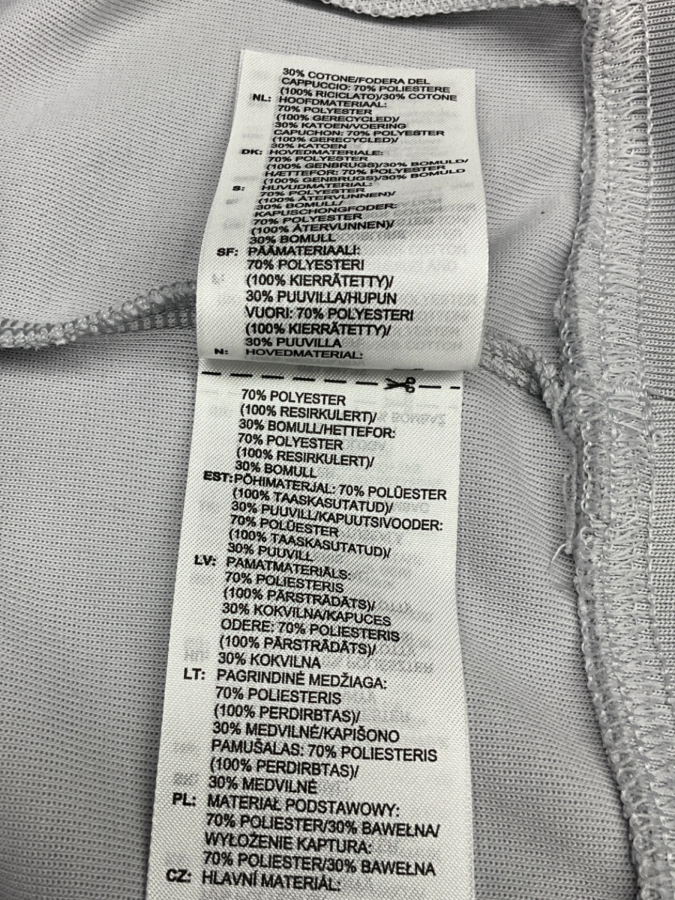 30% COTONE/FODERA DEL
CAPPUCCIO: 70% POLIESTERE
(100% RICICLATO)/30% COTONE
NL: HOOFDMATERIAAL:
70% POLYESTER
(100% GERECYCLED)/
30% KATOEN/VOERING
CAPUCHON: 70% POLYESTER
(100% GERECYCLED)/
30% KATOEN
DK: HOVEDMATERIALE:
70% POLYESTER
(100% GENBRUGS)/30% BOMULD/
HÆTTEFOR: 70% POLYESTER
(100% GENBRUGS)/30% BOMULD
S: HUVUDMATERIAL:
70% POLYESTER
(100% ÅTERVUNNEN)/
30% BOMULL/
KAPUSCHONGFODER:
70% POLYESTER
(100% ÅTERVUNNEN)/
30% BOMULL
SF: PÄÄMATERIAALI:
70% POLYESTERI
(100% KIERRÄTETTY)/
30% PUUVILLA/HUPUN
VUORI: 70% POLYESTERI
(100% KIERRÄTETTY)/
30% PUUVILLA
N: HOVEDMATERIAL:
70% POLYESTER
(100% RESIRKULERT)/
30% BOMULL/HETTEFOR:
70% POLYESTER
(100% RESIRKULERT)/
30% BOMULL
EST: PÕHIMATERJAL: 70% POLÜESTER
(100% TAASKASUTATUD)/
30% PUUVILL/KAPUUTSIVOODER:
70% POLÜESTER
(100% TAASKASUTATUD)/
30% PUUVILL
LV: PAMATMATERIĀLS:
70% POLIESTERIS
(100% PĀRSTRĀDĀTS)/
30% KOKVILNA/KAPUCES
ODERE: 70% POLIESTERIS
(100% PĀRSTRĀDĀTS)/
30% KOKVILNA
LT: PAGRINDINĖ MEDŽIAGA:
70% POLIESTERIS
(100% PERDIRBTAS)/
30% MEDVILNĖ/KAPIŠONO
PAMUŠALAS: 70% POLIESTERIS
(100% PERDIRBTAS)/
30% MEDVILNĖ
PL: MATERIAŁ PODSTAWOWY:
70% POLIESTER/30% BAWEŁNA/
WYŁOŻENIE KAPTURA:
70% POLIESTER/30% BAWEŁNA
CZ: HLAVNÍ MATERIÁL: